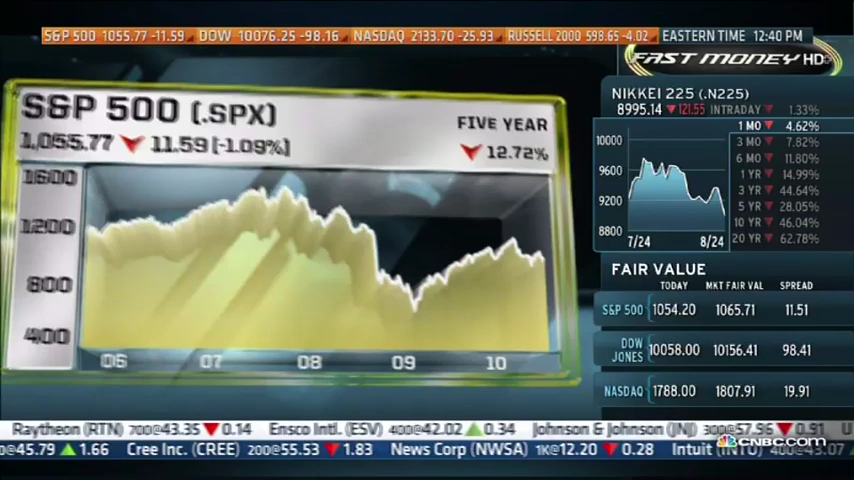 S&P 500 1055.77 -11.59 DOW 10076.25 -98.16 NASDAQ 2133.70 -25.93 RUSSELL 2000 598.65 -4.02 EASTERN TIME 12:40 PM
FAST MONEY HD
S&P 500 (.SPX)
1,055.77 ▼ 11.59 [-1.09%]
FIVE YEAR
▼ 12.72%
1600
1200
800
400
06 07 08 09 10
NIKKEI 225 (.N225)
8995.14 ▼ 121.55 INTRADAY ▼ 1.33%
1 MO ▼ 4.62%
3 MO ▼ 7.82%
6 MO ▼ 11.80%
1 YR ▼ 14.99%
3 YR ▼ 44.64%
5 YR ▼ 28.05%
10 YR ▼ 46.04%
20 YR ▼ 62.78%
10000
9600
9200
8800
7/24 8/24
FAIR VALUE
TODAY MKT FAIR VAL SPREAD
S&P 500 1054.20 1065.71 11.51
DOW JONES 10058.00 10156.41 98.41
NASDAQ 1788.00 1807.91 19.91
Raytheon (RTN) 700@43.35 ▼ 0.14 Ensco Intl. (ESV) 400@42.02 ▲ 0.34 Johnson & Johnson (JNJ) 300@57.96 ▼ 0.91 U
CNBC.com
@45.79 ▲ 1.66 Cree Inc. (CREE) 200@55.53 ▼ 1.83 News Corp (NWSA) 1K@12.20 ▼ 0.28 Intuit (INTU) 400@43.07